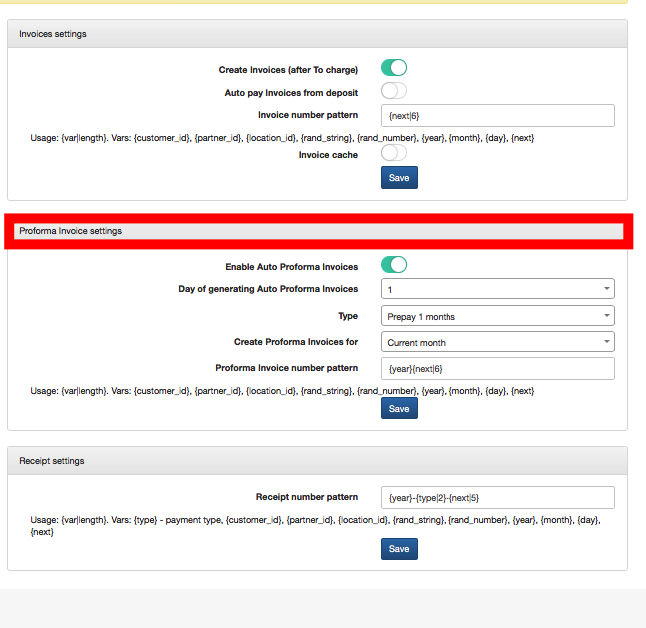 Invoices settings
Create Invoices (after To charge)
Auto pay Invoices from deposit
Invoice number pattern {next|6}
Usage: {var|length}. Vars: {customer_id}, {partner_id}, {location_id}, {rand_string}, {rand_number}, {year}, {month}, {day}, {next}
Invoice cache
Save
Proforma Invoice settings
Enable Auto Proforma Invoices
Day of generating Auto Proforma Invoices 1
Type Prepay 1 months
Create Proforma Invoices for Current month
Proforma Invoice number pattern {year}{next|6}
Usage: {var|length}. Vars: {customer_id}, {partner_id}, {location_id}, {rand_string}, {rand_number}, {year}, {month}, {day}, {next}
Save
Receipt settings
Receipt number pattern {year}-{type|2}-{next|5}
Usage: {var|length}. Vars: {type} - payment type, {customer_id}, {partner_id}, {location_id}, {rand_string}, {rand_number}, {year}, {month}, {day},
{next}
Save